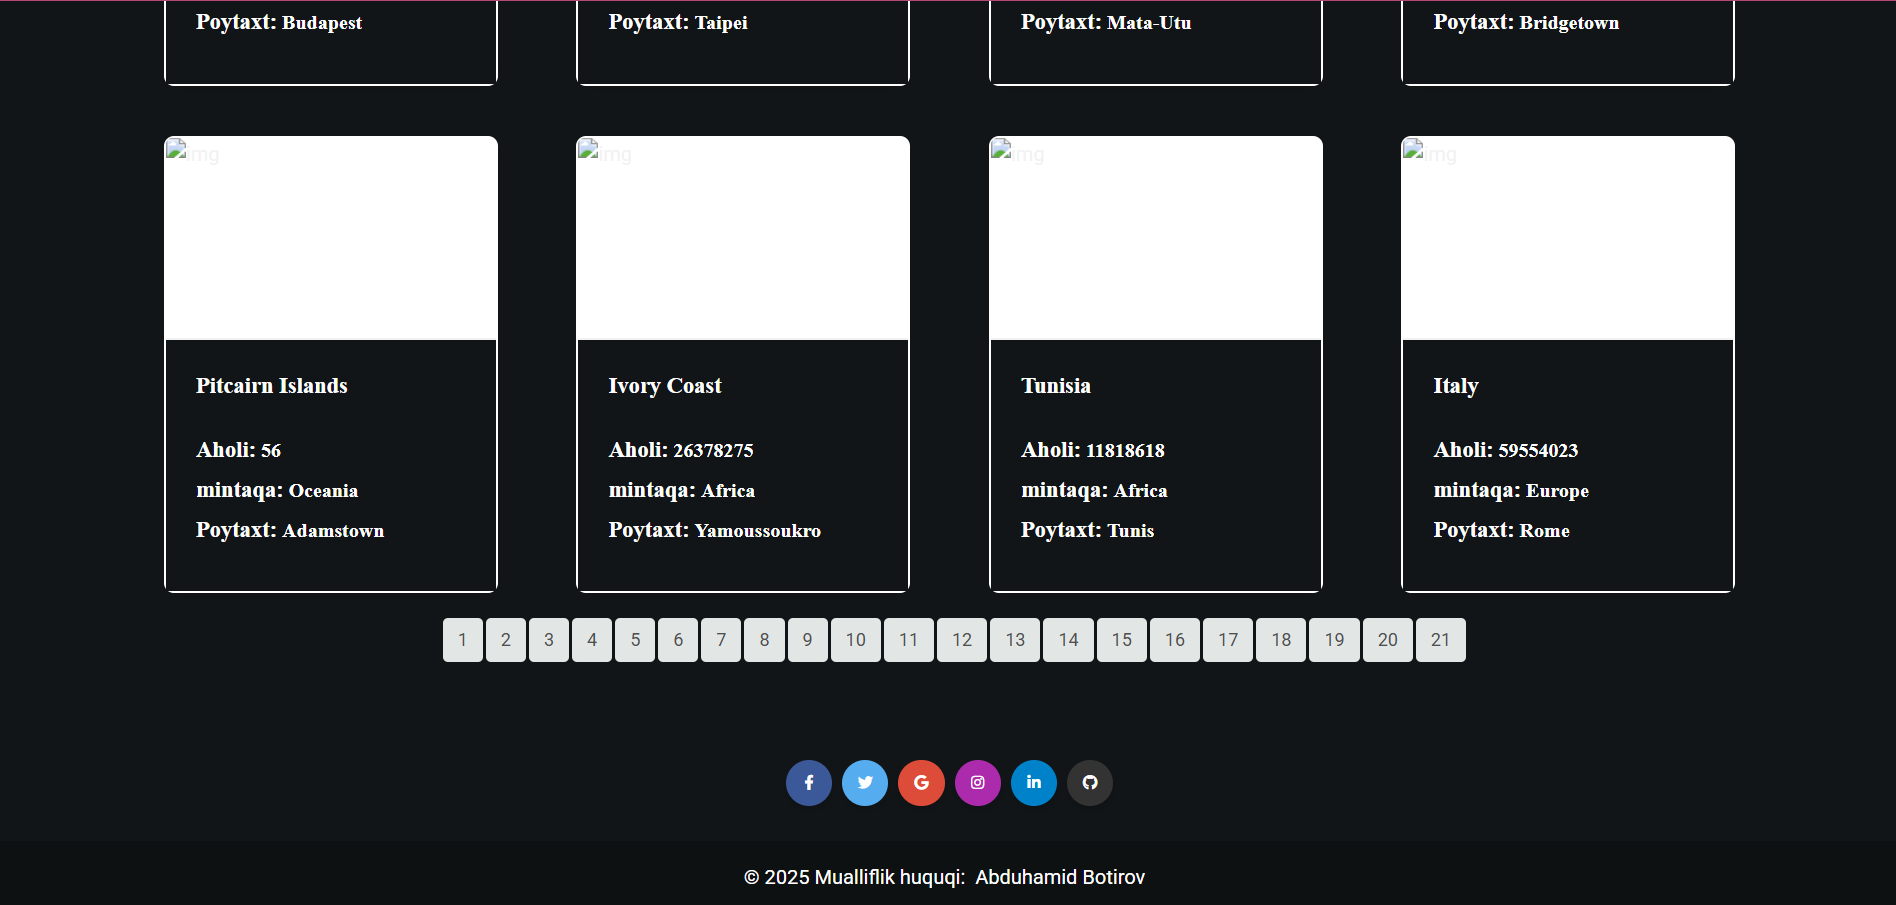 Poytaxt: Budapest
Poytaxt: Taipei
Poytaxt: Mata-Utu
Poytaxt: Bridgetown
img
img
img
img
Pitcairn Islands
Aholi: 56
mintaqa: Oceania
Poytaxt: Adamstown
Ivory Coast
Aholi: 26378275
mintaqa: Africa
Poytaxt: Yamoussoukro
Tunisia
Aholi: 11818618
mintaqa: Africa
Poytaxt: Tunis
Italy
Aholi: 59554023
mintaqa: Europe
Poytaxt: Rome
1 2 3 4 5 6 7 8 9 10 11 12 13 14 15 16 17 18 19 20 21
© 2025 Mualliflik huquqi: Abduhamid Botirov